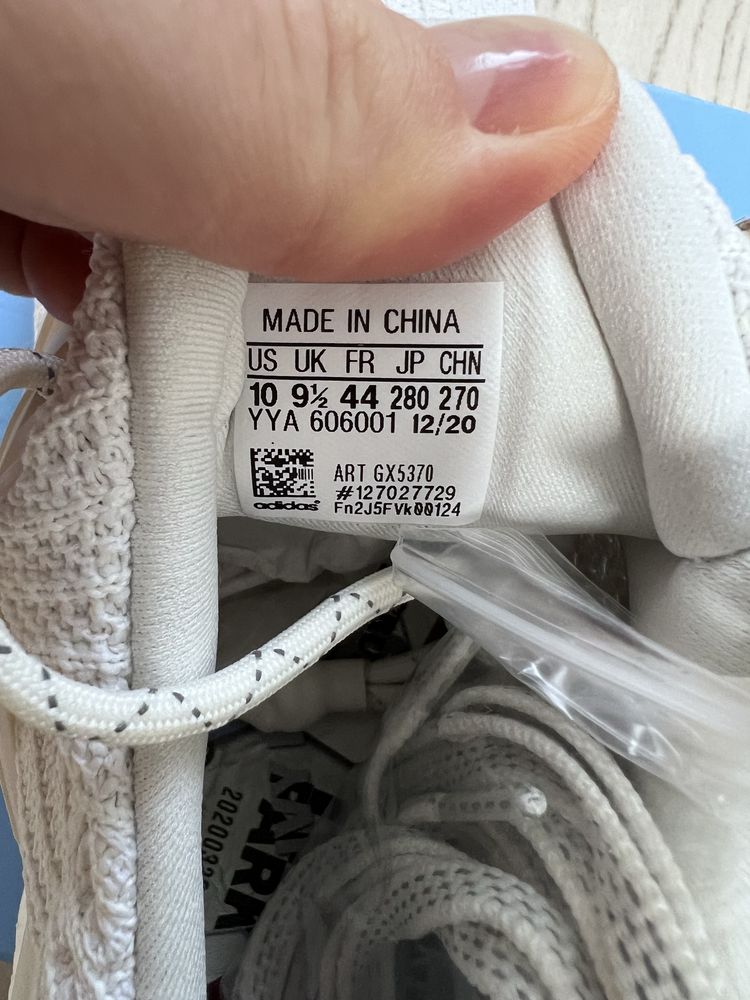 MADE IN CHINA
US UK FR JP CHN
10 9½ 44 280 270
YYA 606001 12/20
ART GX5370
#127027729
adidas Fn2J5FVk00124